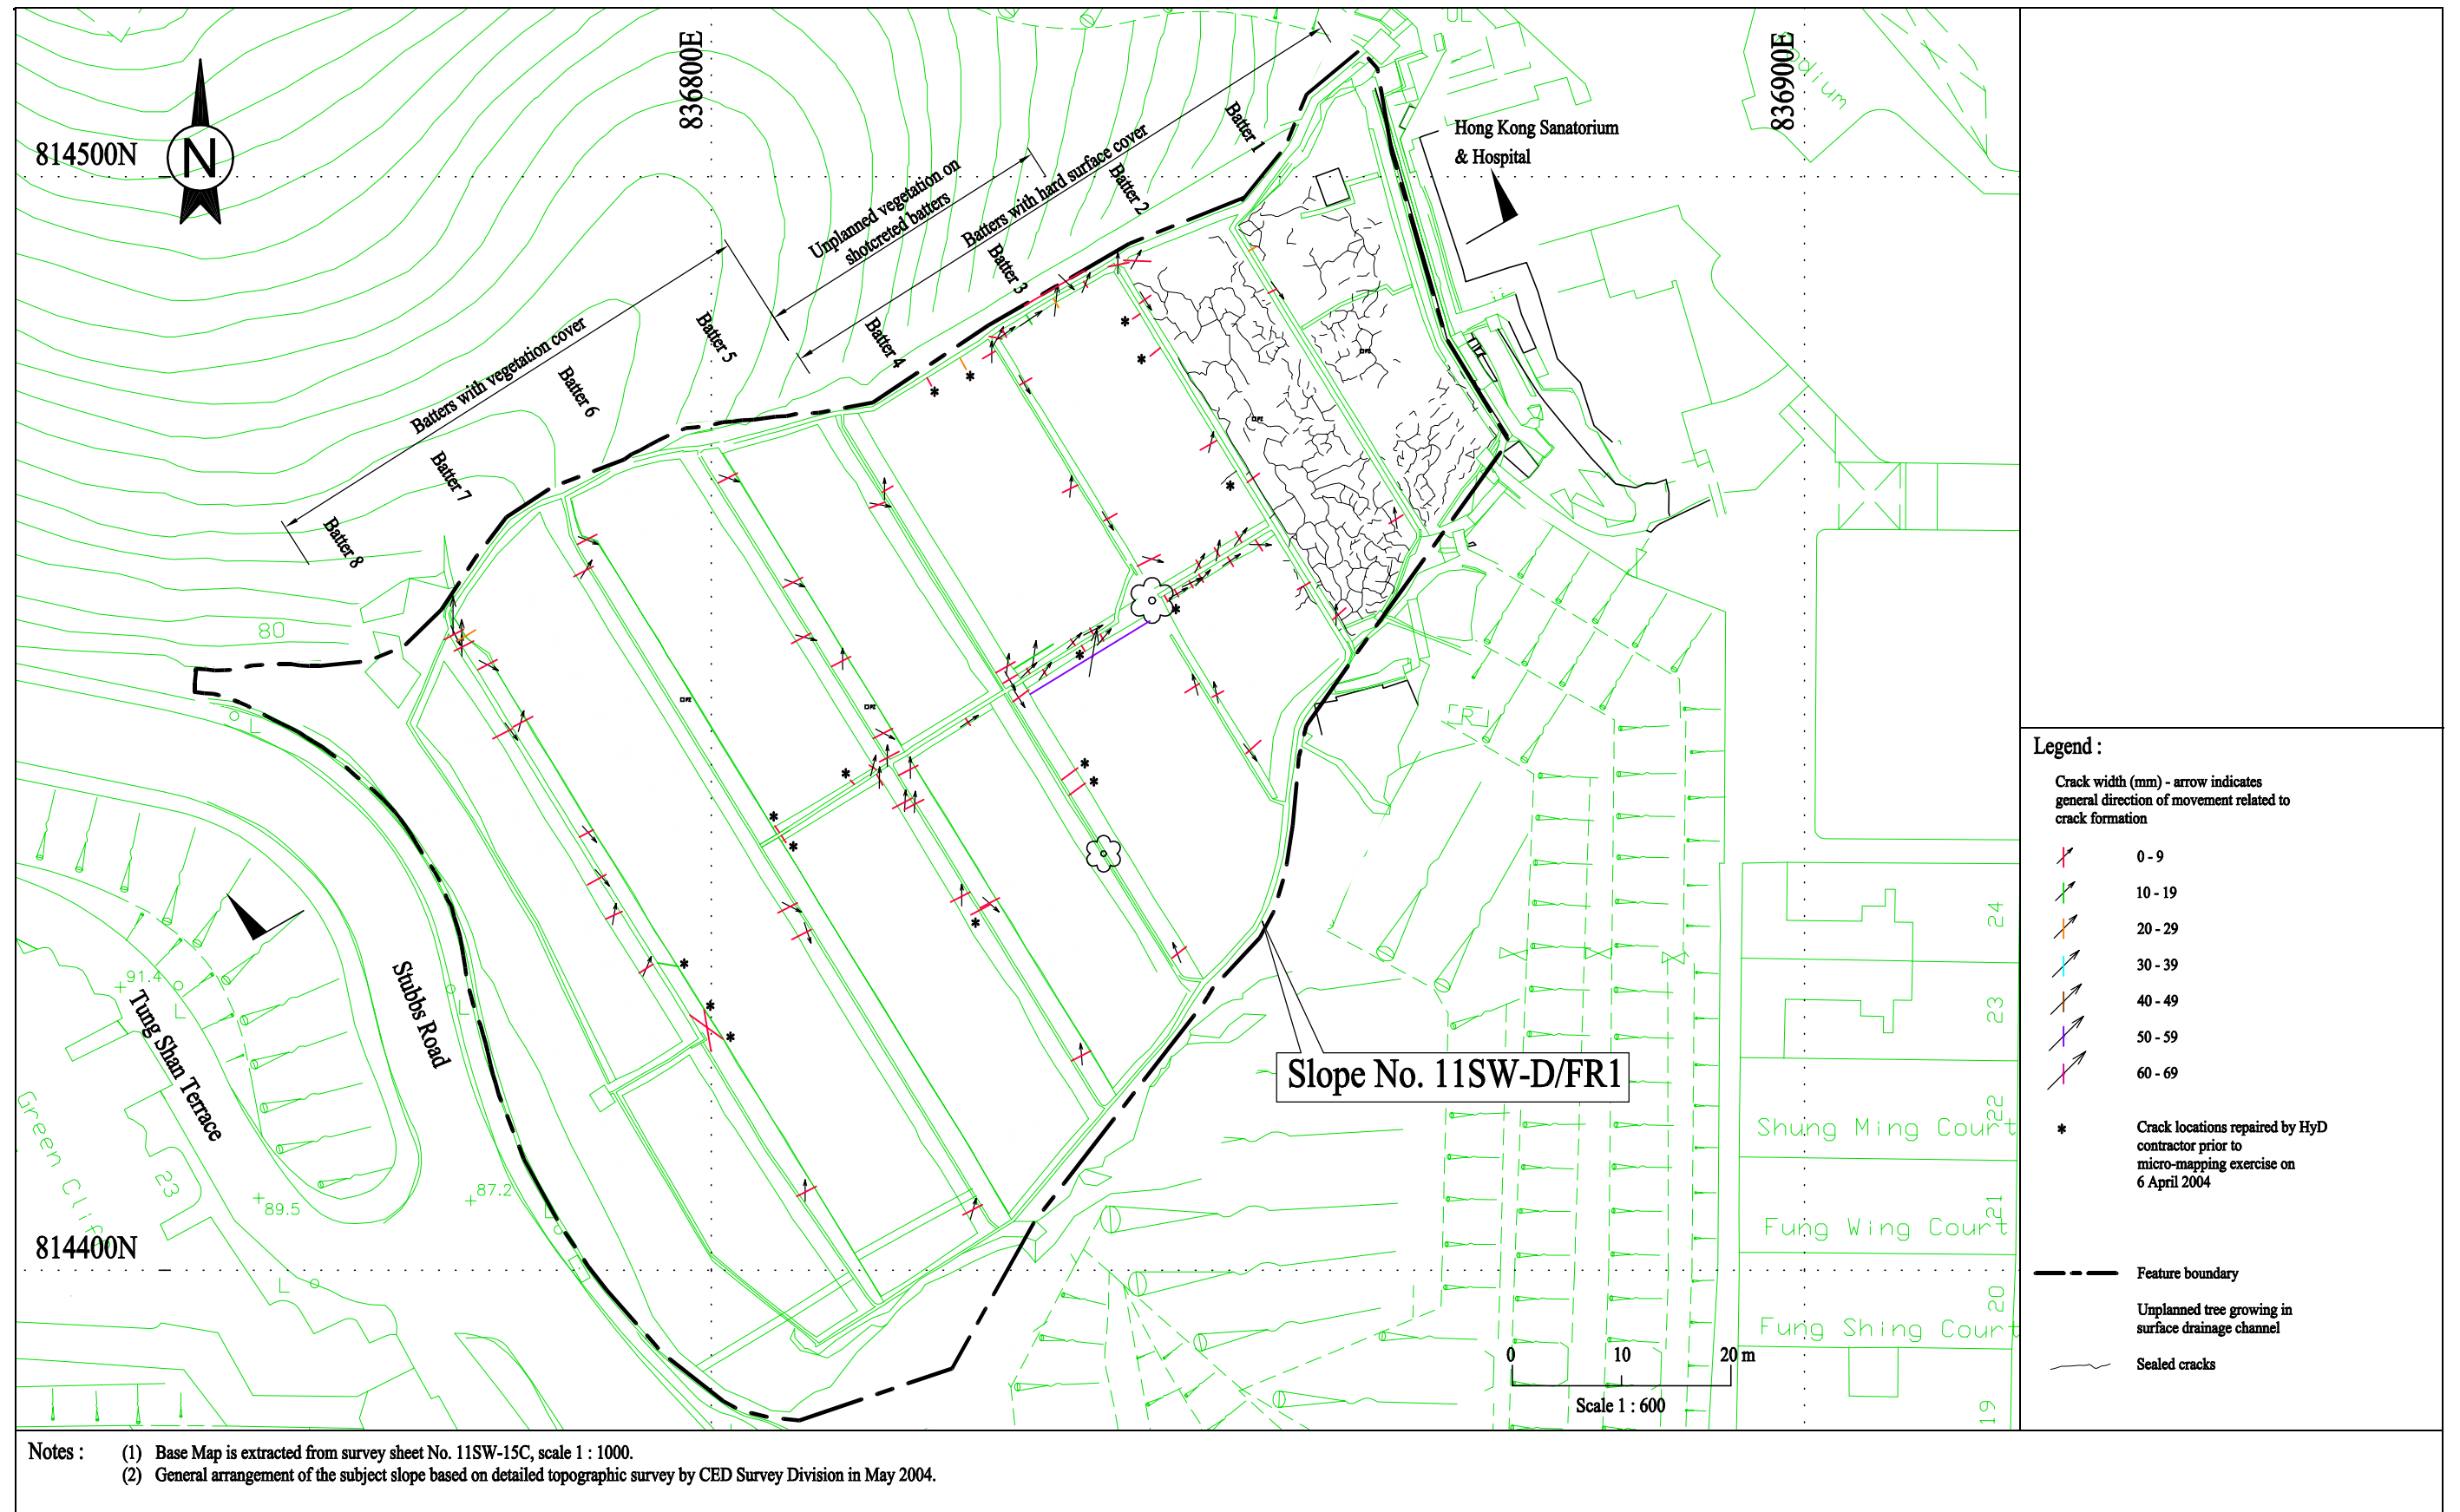 836800E
836900E
814500N
N
Hong Kong Sanatorium
& Hospital
Batter 1
Batter 2
Batters with hard surface cover
Unplanned vegetation on
shotcreted batters
Batter 3
Batter 4
Batter 5
Batters with vegetation cover
Batter 6
Batter 7
Batter 8
80
L
91.4
L
Tung Shan Terrace
Stubbs Road
L
87.2
89.5
23
L
L
814400N
Slope No. 11SW-D/FR1
24
23
22
Shung Ming Court
21
Fung Wing Court
20
Fung Shing Court
19
0 10 20 m
Scale 1 : 600
Legend :
Crack width (mm) - arrow indicates
general direction of movement related to
crack formation
0 - 9
10 - 19
20 - 29
30 - 39
40 - 49
50 - 59
60 - 69
* Crack locations repaired by HyD
contractor prior to
micro-mapping exercise on
6 April 2004
Feature boundary
Unplanned tree growing in
surface drainage channel
Sealed cracks
Notes : (1) Base Map is extracted from survey sheet No. 11SW-15C, scale 1 : 1000.
(2) General arrangement of the subject slope based on detailed topographic survey by CED Survey Division in May 2004.